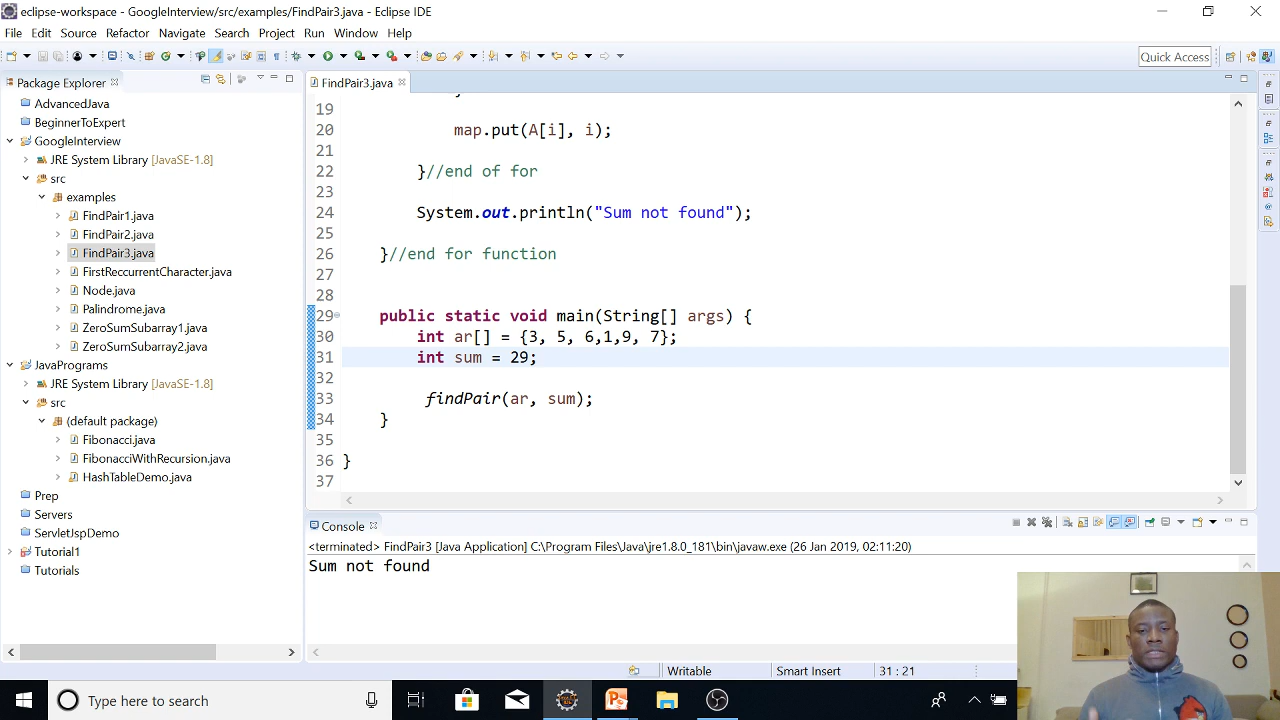 eclipse-workspace - GoogleInterview/src/examples/FindPair3.java - Eclipse IDE
File Edit Source Refactor Navigate Search Project Run Window Help
Quick Access
Package Explorer
AdvancedJava
BeginnerToExpert
GoogleInterview
JRE System Library [JavaSE-1.8]
src
examples
FindPair1.java
FindPair2.java
FindPair3.java
FirstReccurrentCharacter.java
Node.java
Palindrome.java
ZeroSumSubarray1.java
ZeroSumSubarray2.java
JavaPrograms
JRE System Library [JavaSE-1.8]
src
(default package)
Fibonacci.java
FibonacciWithRecursion.java
HashTableDemo.java
Prep
Servers
ServletJspDemo
Tutorial1
Tutorials
FindPair3.java
19
20 map.put(A[i], i);
21
22 }//end of for
23
24 System.out.println("Sum not found");
25
26 }//end for function
27
28
29 public static void main(String[] args) {
30 int ar[] = {3, 5, 6,1,9, 7};
31 int sum = 29;
32
33 findPair(ar, sum);
34 }
35
36 }
37
Console
<terminated> FindPair3 [Java Application] C:\Program Files\Java\jre1.8.0_181\bin\javaw.exe (26 Jan 2019, 02:11:20)
Sum not found
Writable Smart Insert 31 : 21
Type here to search